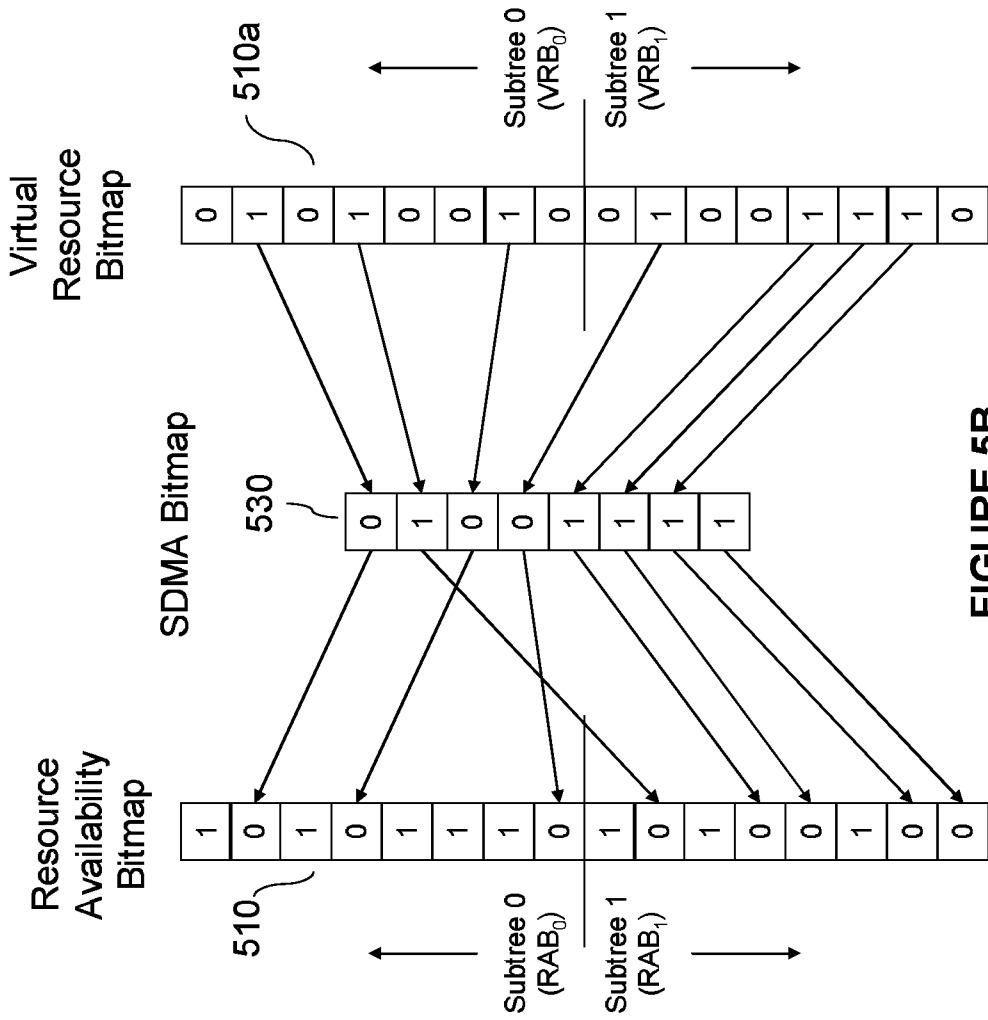 Resource
Availability
Bitmap
510
1
0
1
0
1
1
1
0
1
0
1
0
0
1
0
0
Subtree 0
(RAB₀)
Subtree 1
(RAB₁)
SDMA Bitmap
530
0
1
0
0
1
1
1
1
Virtual
Resource
Bitmap
510a
0
1
0
1
0
0
1
0
0
1
0
0
1
1
1
0
Subtree 0
(VRB₀)
Subtree 1
(VRB₁)
FIGURE 5B